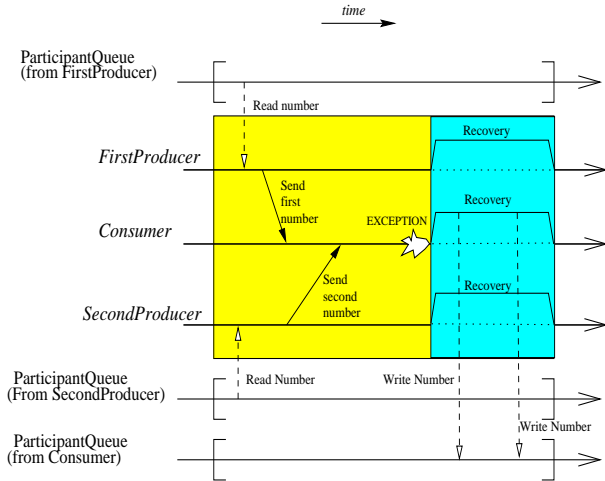 time
ParticipantQueue
(from FirstProducer)
Read number
Recovery
FirstProducer
Send
first
number
Recovery
EXCEPTION
Consumer
Send
second
number
Recovery
SecondProducer
ParticipantQueue
(From SecondProducer)
Read Number
Write Number
Write Number
ParticipantQueue
(from Consumer)